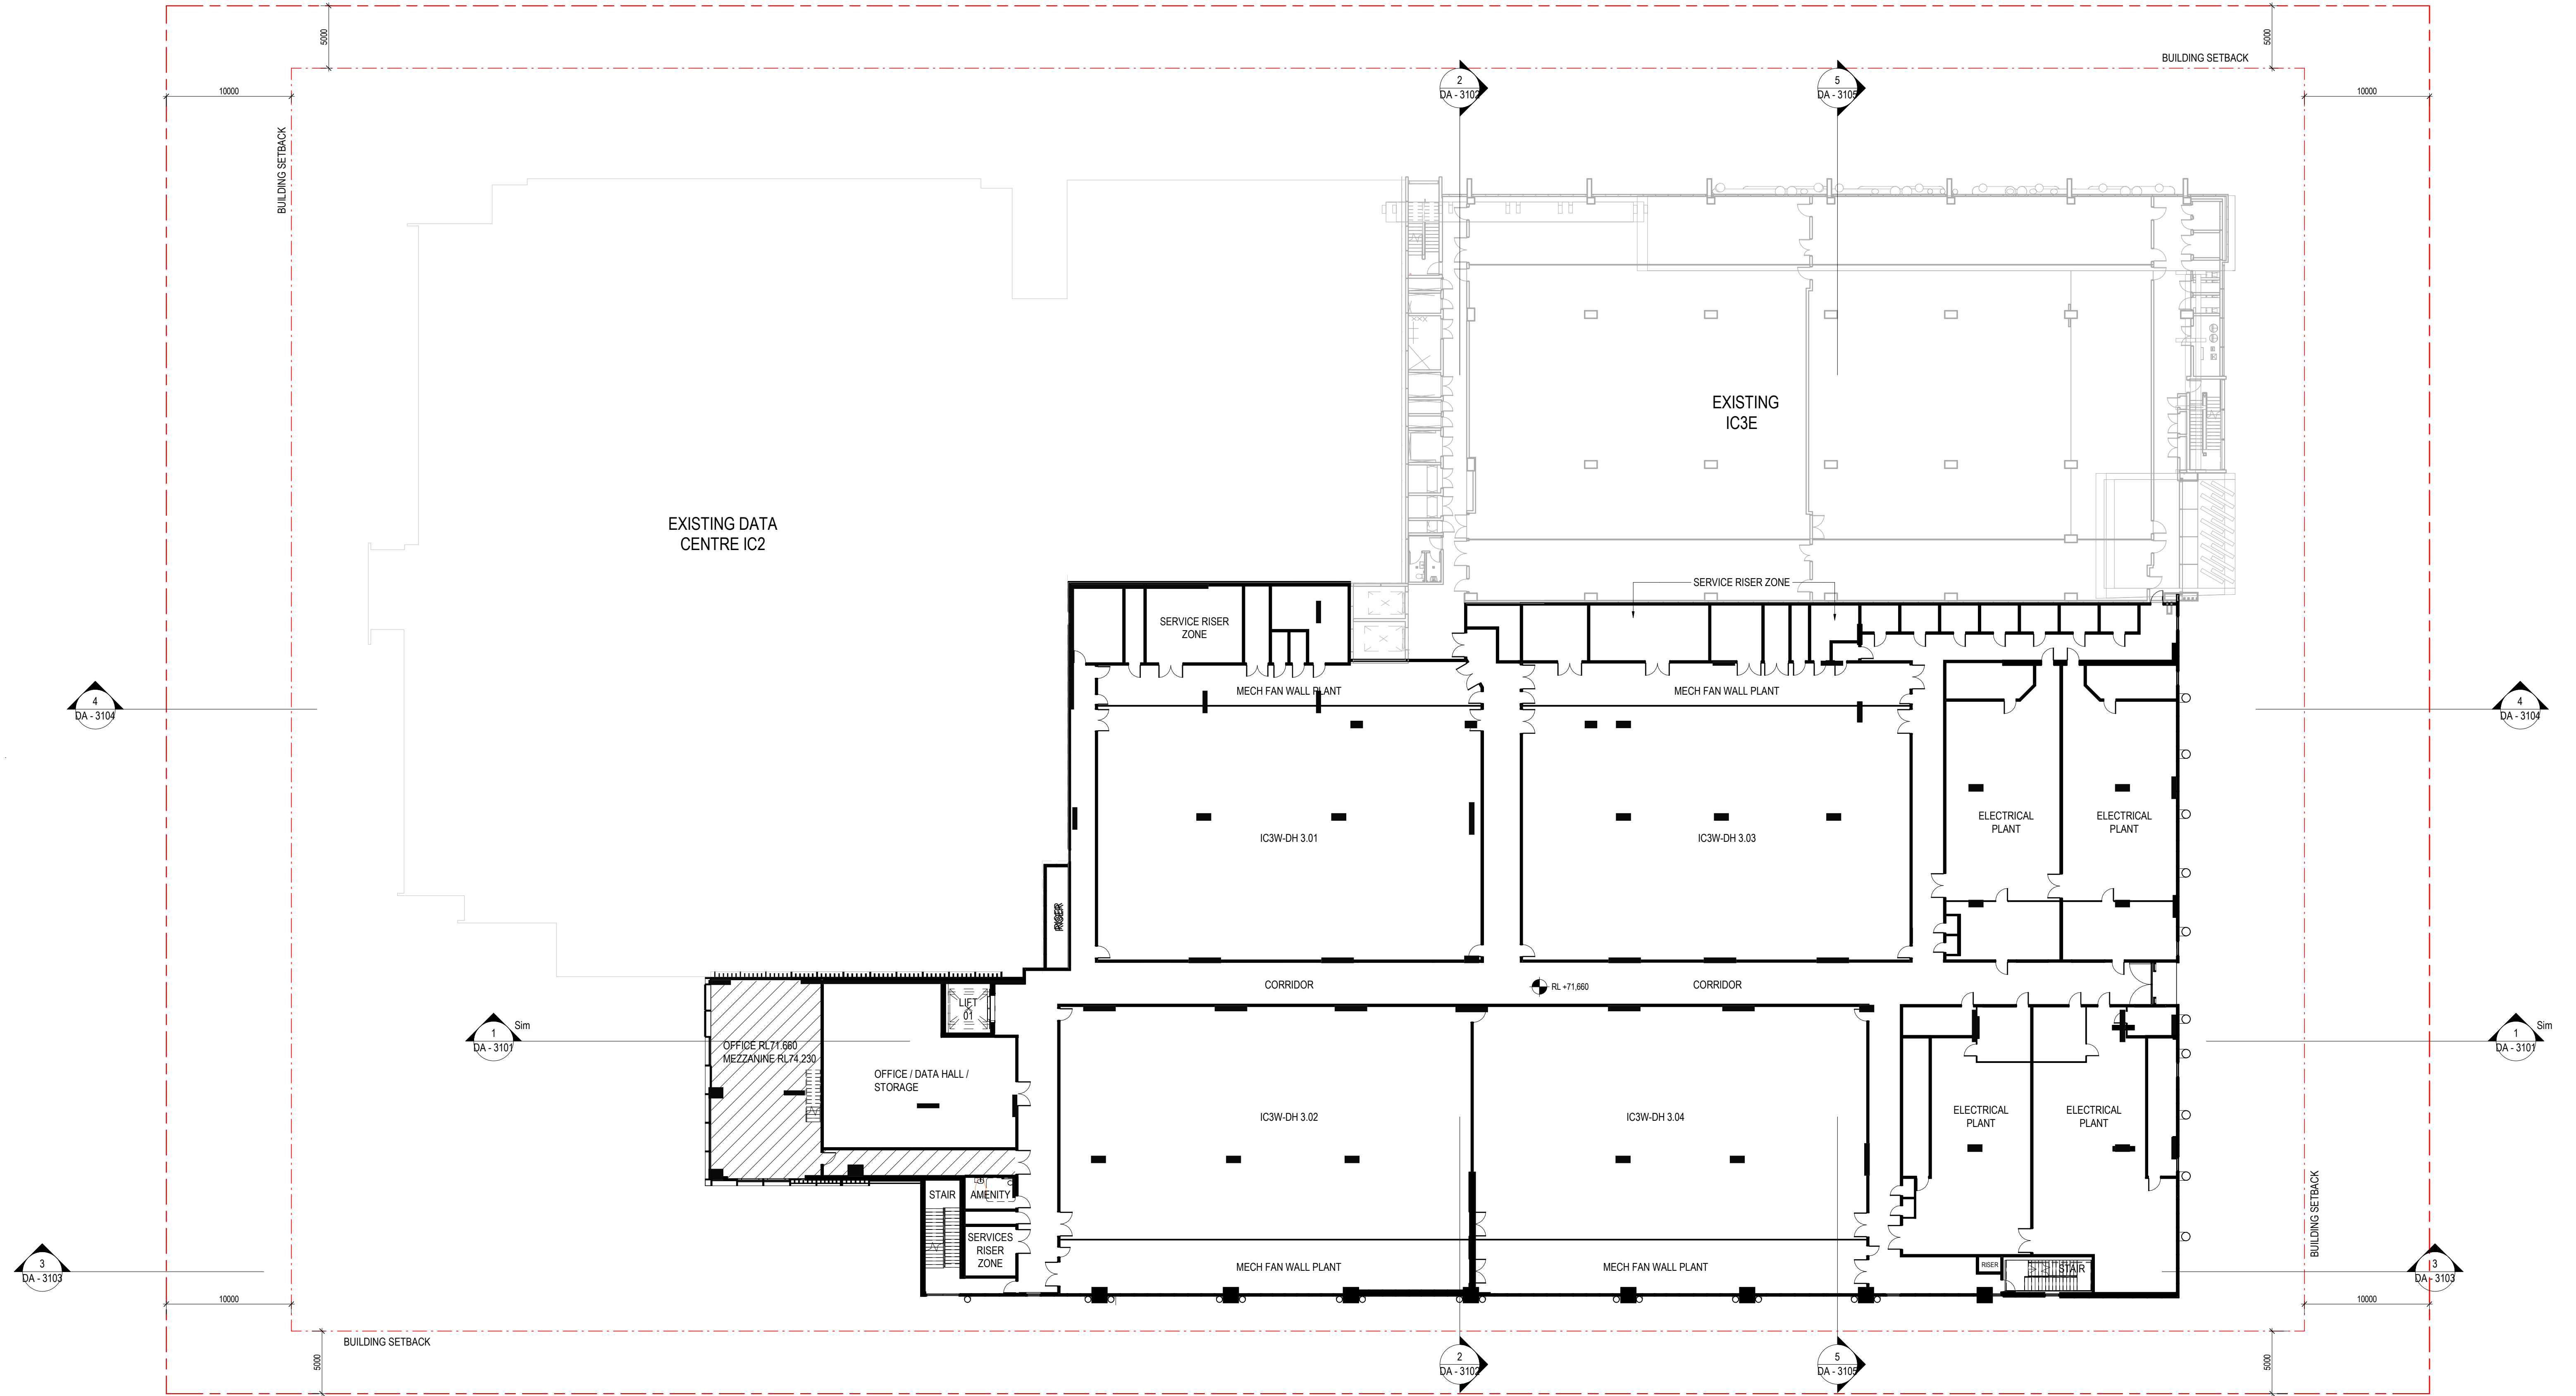 5000
5000
BUILDING SETBACK
10000
10000
2
DA - 3102
5
DA - 3105
BUILDING SETBACK
EXISTING
IC3E
EXISTING DATA
CENTRE IC2
SERVICE RISER ZONE
SERVICE RISER
ZONE
MECH FAN WALL PLANT
MECH FAN WALL PLANT
4
DA - 3104
4
DA - 3104
ELECTRICAL
PLANT
ELECTRICAL
PLANT
IC3W-DH 3.01
IC3W-DH 3.03
RISER
CORRIDOR
RL +71,660
CORRIDOR
LIFT
01
1
Sim
DA - 3101
1
Sim
DA - 3101
OFFICE RL71.660
MEZZANINE RL74.230
OFFICE / DATA HALL /
STORAGE
IC3W-DH 3.02
IC3W-DH 3.04
ELECTRICAL
PLANT
ELECTRICAL
PLANT
STAIR
AMENITY
BUILDING SETBACK
SERVICES
RISER
ZONE
MECH FAN WALL PLANT
MECH FAN WALL PLANT
RISER
STAIR
3
DA - 3103
3
DA - 3103
10000
10000
BUILDING SETBACK
5000
2
DA - 3102
5
DA - 3105
5000